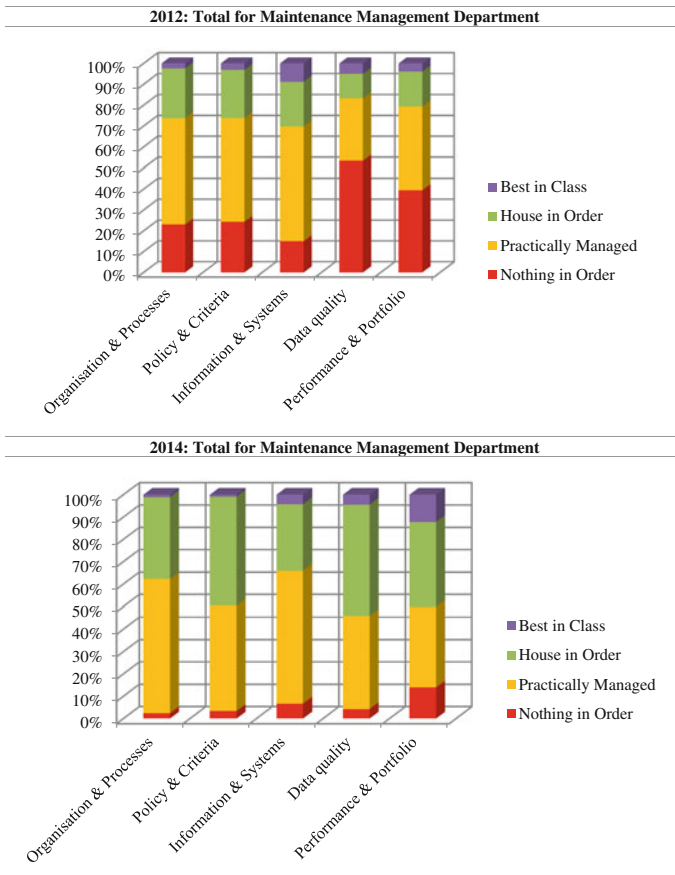 2012: Total for Maintenance Management Department
100%
90%
80%
70%
60%
50%
40%
30%
20%
10%
0%
Organisation & Processes
Policy & Criteria
Information & Systems
Data quality
Performance & Portfolio
Best in Class
House in Order
Practically Managed
Nothing in Order
2014: Total for Maintenance Management Department
100%
90%
80%
70%
60%
50%
40%
30%
20%
10%
0%
Organisation & Processes
Policy & Criteria
Information & Systems
Data quality
Performance & Portfolio
Best in Class
House in Order
Practically Managed
Nothing in Order